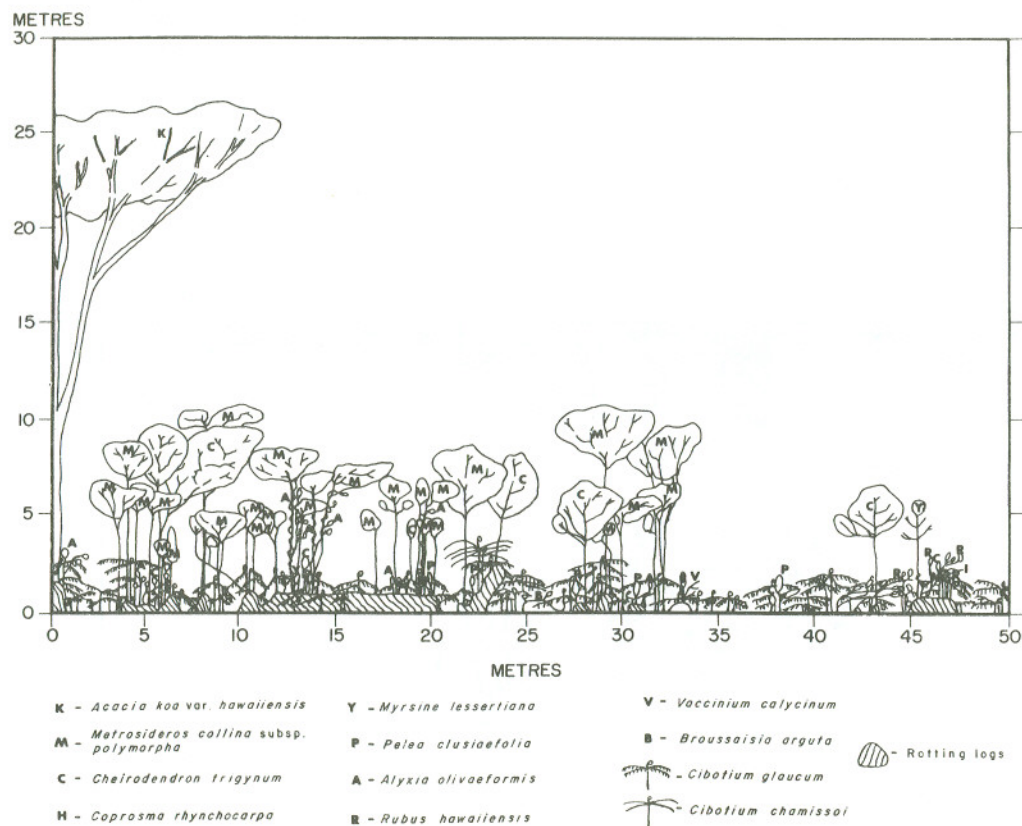 METRES
30
25
20
15
10
5
0
K
M
C
M
M
M
M
M
M
M
M
C
M
M
M
M
C
M
M
C
M
M
Y
A
P
A
V
P
R
R
I
0 5 10 15 20 25 30 35 40 45 50
METRES
K - Acacia koa var. hawaiiensis
M - Metrosideros collina subsp. polymorpha
C - Cheirodendron trigynum
H - Coprosma rhynchocarpa
Y - Myrsine lessertiana
P - Pelea clusiaefolia
A - Alyxia olivaeformis
R - Rubus hawaiiensis
V - Vaccinium calycinum
B - Broussaisia arguta
- Cibotium glaucum
- Cibotium chamissoi
- Rotting logs